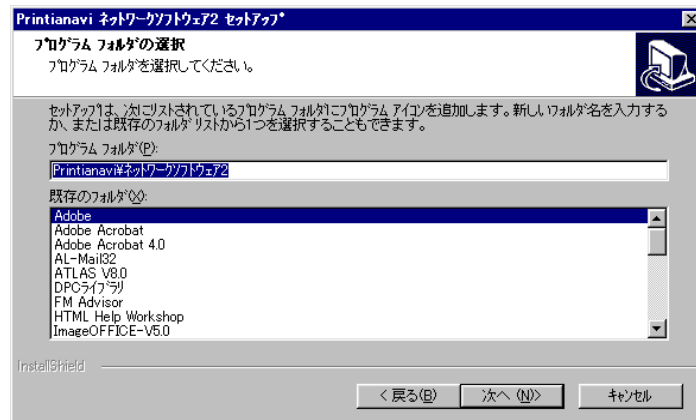 Printianavi ネットワークソフトウェア2 セットアップ
プログラム フォルダの選択
プログラム フォルダを選択してください。
セットアップは、次にリストされているプログラム フォルダにプログラム アイコンを追加します。新しいフォルダ名を入力する
か、または既存のフォルダリストから1つを選択することもできます。
プログラム フォルダ(P):
Printianavi¥ネットワークソフトウェア2
既存のフォルダ(X):
Adobe
Adobe Acrobat
Adobe Acrobat 4.0
AL-Mail32
ATLAS V8.0
DPCライブラリ
FM Advisor
HTML Help Workshop
ImageOFFICE-V5.0
InstallShield
< 戻る(B)
次へ (N)>
キャンセル